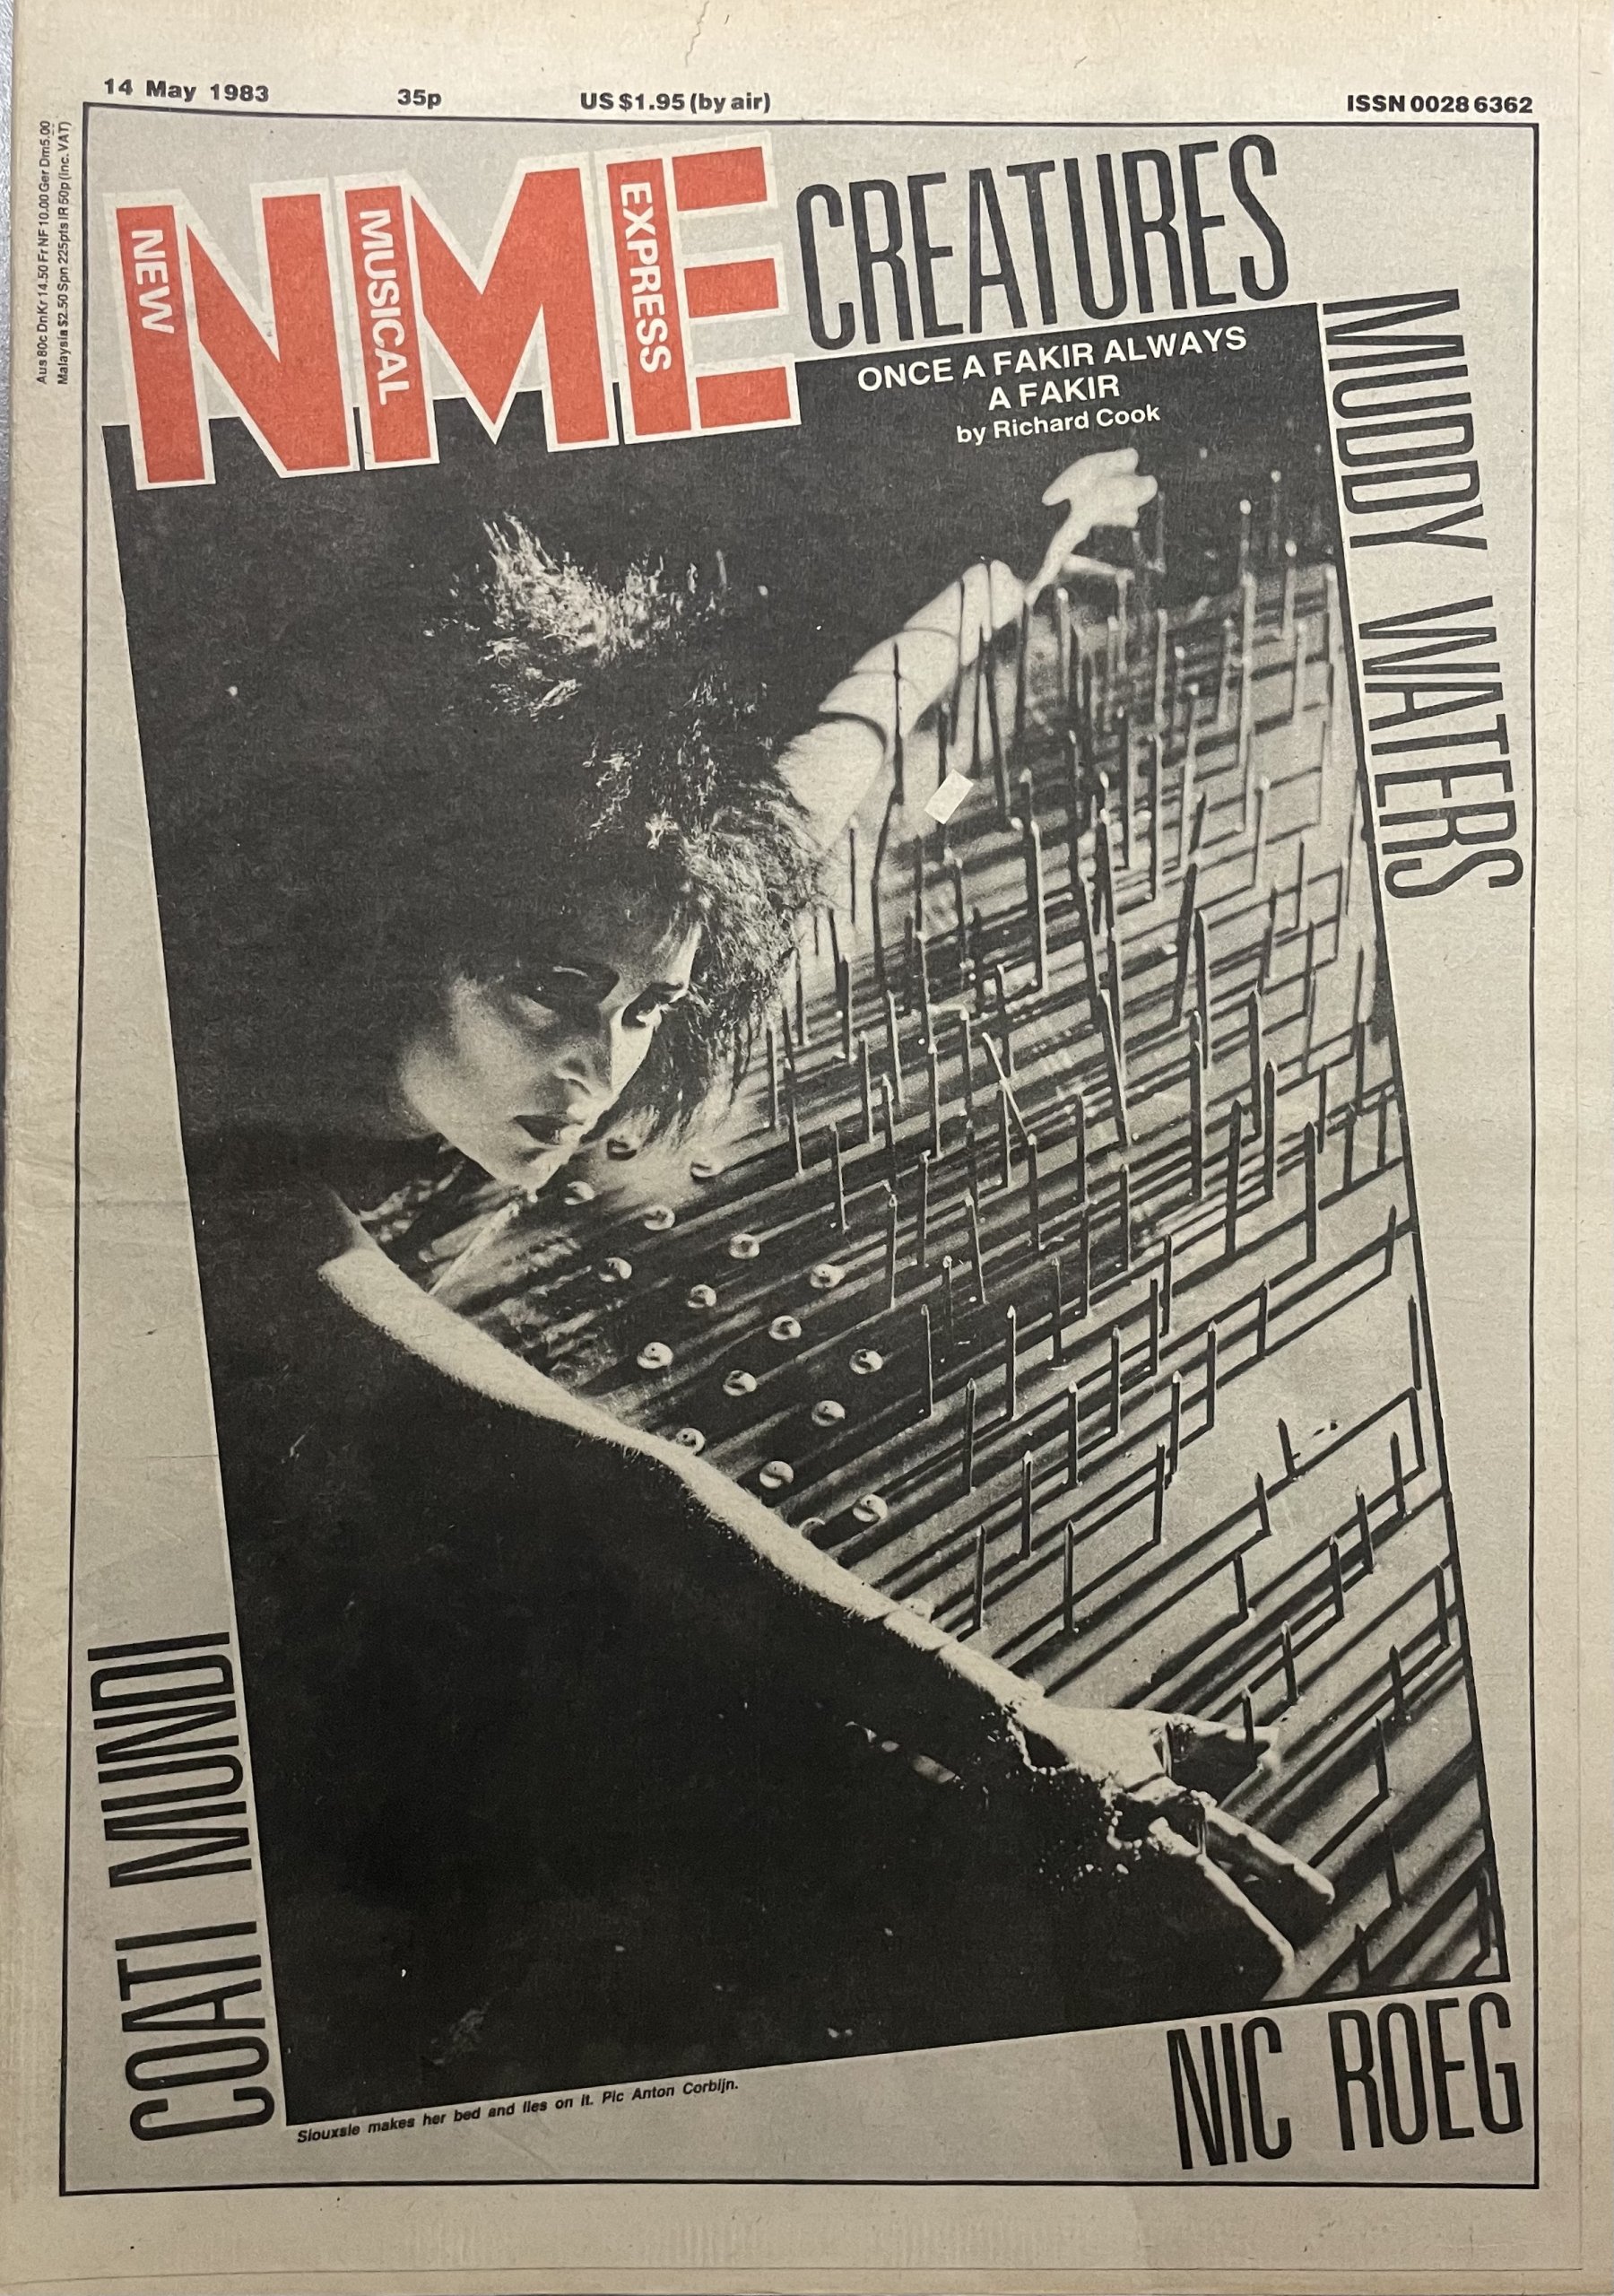 14 May 1983 35p US $1.95 (by air) ISSN 0028 6362
Aus 80c DnKr 14.50 Fr NF 10.00 Ger Dm5.00
Malaysia $2.50 Spn 225pts IR 50p (Inc. VAT)
NME
NEW
MUSICAL
EXPRESS
CREATURES
ONCE A FAKIR ALWAYS
A FAKIR
by Richard Cook
MUDDY WATERS
COATI MUNDI
NIC ROEG
Siouxsie makes her bed and lies on it. Pic Anton Corbijn.